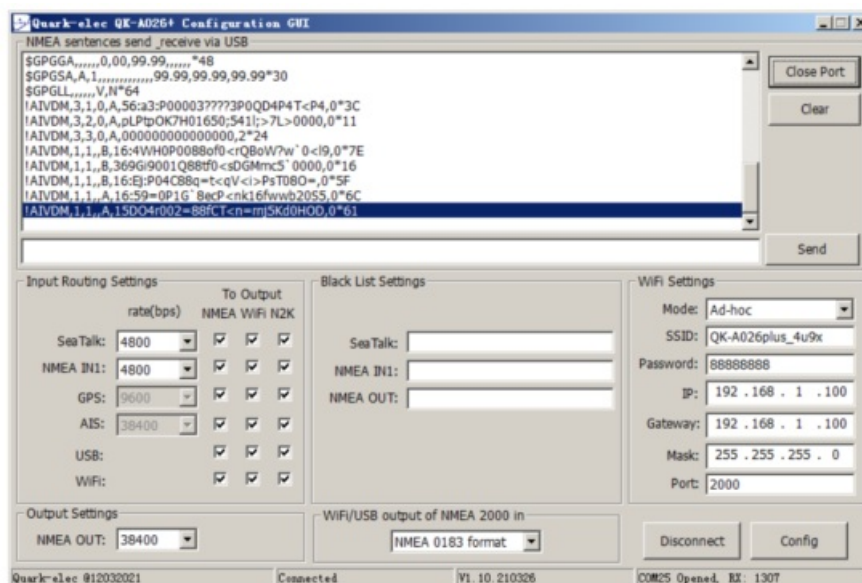 Quark-elec QK-A026+ Configuration GUI
NMEA sentences send _receive via USB
$GPGGA,,,,,,0,00,99.99,,,,,,*48
$GPGSA,A,1,,,,,,,,,,,,,99.99,99.99,99.99*30
$GPGLL,,,,,,V,N*64
!AIVDM,3,1,0,A,56:a3:P00003????3P0QD4P4T<P4,0*3C
!AIVDM,3,2,0,A,pLPtpOK7H01650;541l;>7L>0000,0*11
!AIVDM,3,3,0,A,000000000000000,2*24
!AIVDM,1,1,,B,16:4WH0P0088of0<rQBoW?w`0<l9,0*7E
!AIVDM,1,1,,B,369Gi9001Q88tf0<sDGMmc5`0000,0*16
!AIVDM,1,1,,B,16:Ej:P04C88q=t<qV<i>PsT08O=,0*5F
!AIVDM,1,1,,A,16:59=0P1G`8ecP<nk16fwwb20S5,0*6C
!AIVDM,1,1,,A,15DO4r002=88fCT<n=mJ5Kd0HOD,0*61
Close Port
Clear
Send
Input Routing Settings
To Output
rate(bps) NMEA WiFi N2K
SeaTalk: 4800
NMEA IN1: 4800
GPS: 9600
AIS: 38400
USB:
WiFi:
Black List Settings
SeaTalk:
NMEA IN1:
NMEA OUT:
WiFi Settings
Mode: Ad-hoc
SSID: QK-A026plus_4u9x
Password: 88888888
IP: 192 .168 . 1 .100
Gateway: 192 .168 . 1 .100
Mask: 255 .255 .255 . 0
Port: 2000
Output Settings
NMEA OUT: 38400
WiFi/USB output of NMEA 2000 in
NMEA 0183 format
Disconnect
Config
Quark-elec @12032021 Connected V1.10.210326 COM25 Opened, RX: 1307